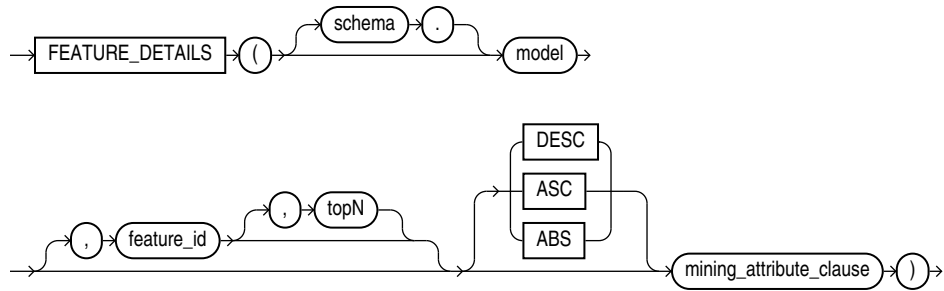 schema .
FEATURE_DETAILS ( model
DESC
, topN ASC
, feature_id ABS
mining_attribute_clause )